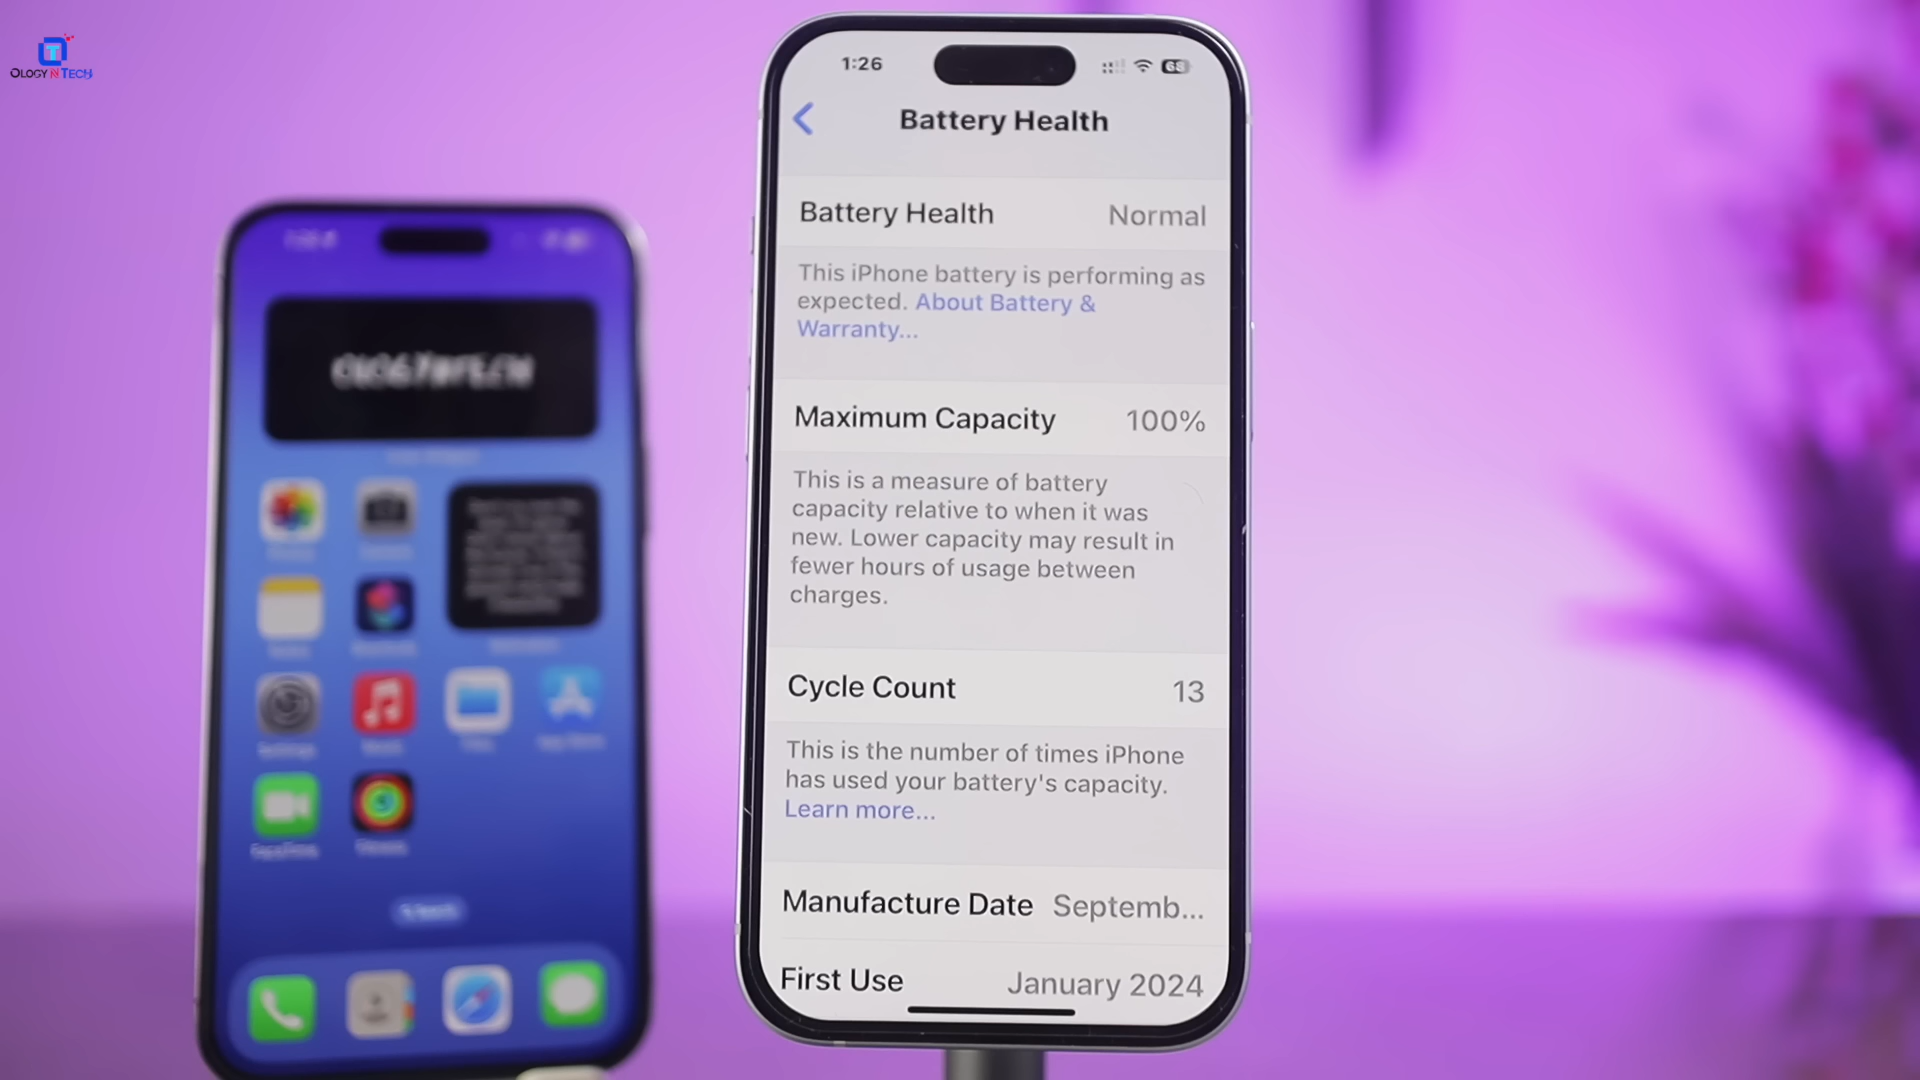 OLOGY N TECH
1:26
68
Battery Health
Battery Health Normal
This iPhone battery is performing as
expected. About Battery &
Warranty...
Maximum Capacity 100%
This is a measure of battery
capacity relative to when it was
new. Lower capacity may result in
fewer hours of usage between
charges.
Cycle Count 13
This is the number of times iPhone
has used your battery's capacity.
Learn more...
Manufacture Date Septemb...
First Use January 2024